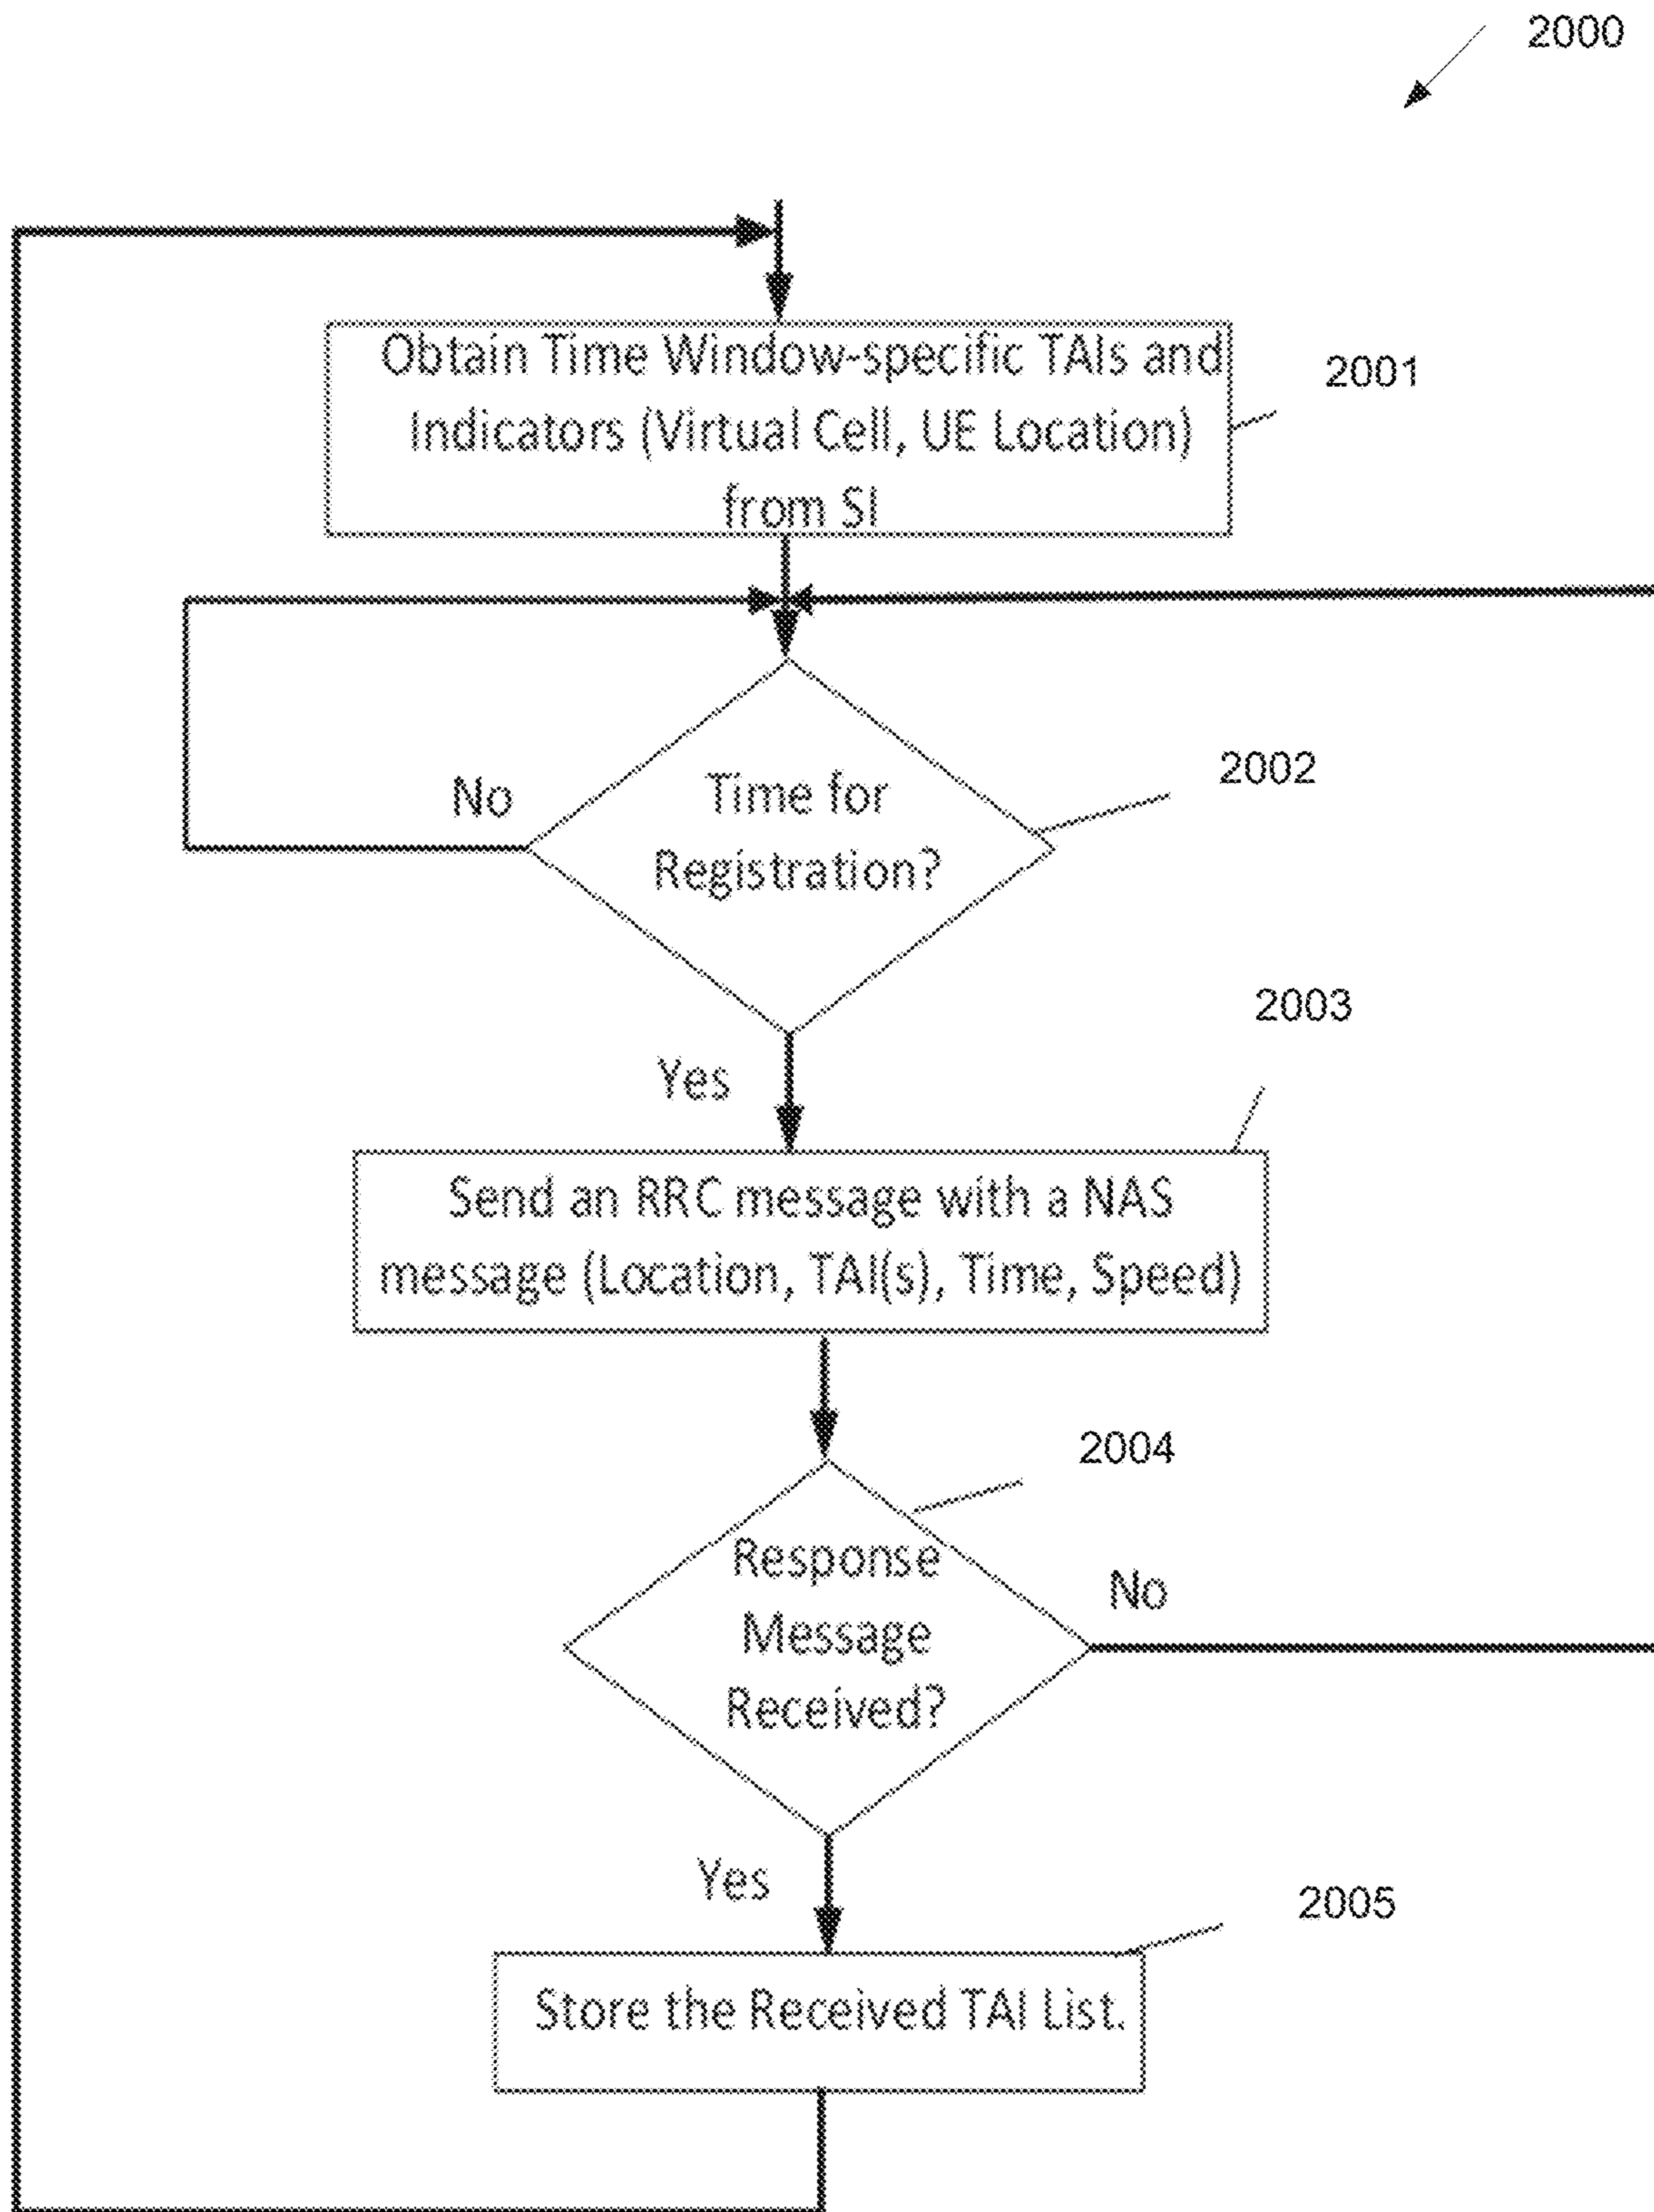 2000
Obtain Time Window-specific TAIs and
Indicators (Virtual Cell, UE Location)
from SI
2001
Time for
Registration?
2002
No
Yes
2003
Send an RRC message with a NAS
message (Location, TAI(s), Time, Speed)
2004
Response
Message
Received?
No
Yes
2005
Store the Received TAI List.